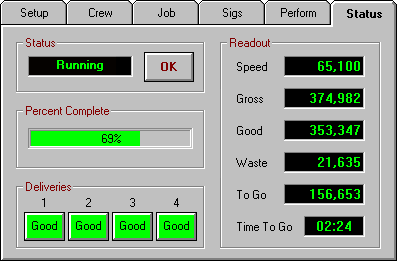 Setup Crew Job Sigs Perform Status
Status
Running OK
Percent Complete
69%
Deliveries
1 2 3 4
Good Good Good Good
Readout
Speed 65,100
Gross 374,982
Good 353,347
Waste 21,635
To Go 156,653
Time To Go 02:24